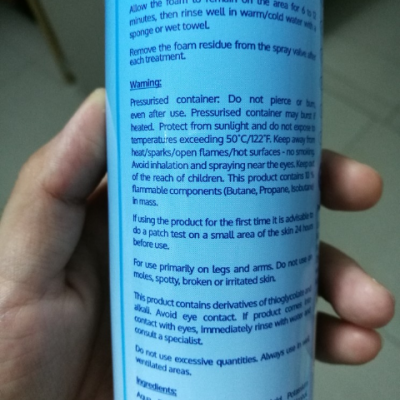 Allow the foam to remain on the area for 6 to
minutes, then rinse well in warm/cold water with a
sponge or wet towel.
Remove the foam residue from the spray valve after
each treatment.
Warning:
Pressurised container: Do not pierce or burn,
even after use. Pressurised container may burst if
heated. Protect from sunlight and do not expose to
temperatures exceeding 50°C/122°F. Keep away from
heat/sparks/open flames/hot surfaces - no smoking.
Avoid inhalation and spraying near the eyes. Keep out
of the reach of children. This product contains 10 %
flammable components (Butane, Propane, Isobutane)
in mass.
If using the product for the first time it is advisable to
do a patch test on a small area of the skin 24 hours
before use.
For use primarily on legs and arms. Do not use on
moles, spotty, broken or irritated skin.
This product contains derivatives of thioglycolate and
alkali. Avoid eye contact. If product comes into
contact with eyes, immediately rinse with water and
consult a specialist.
Do not use excessive quantities. Always use in well
ventilated areas.
Ingredients: